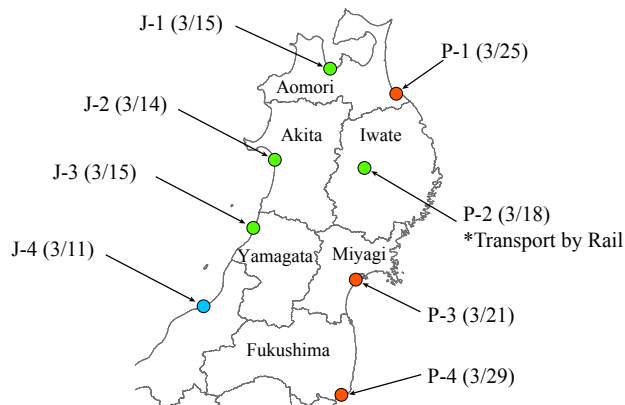 J-1 (3/15)
P-1 (3/25)
Aomori
J-2 (3/14)
Akita
Iwate
J-3 (3/15)
P-2 (3/18)
*Transport by Rail
J-4 (3/11)
Yamagata
Miyagi
P-3 (3/21)
Fukushima
P-4 (3/29)